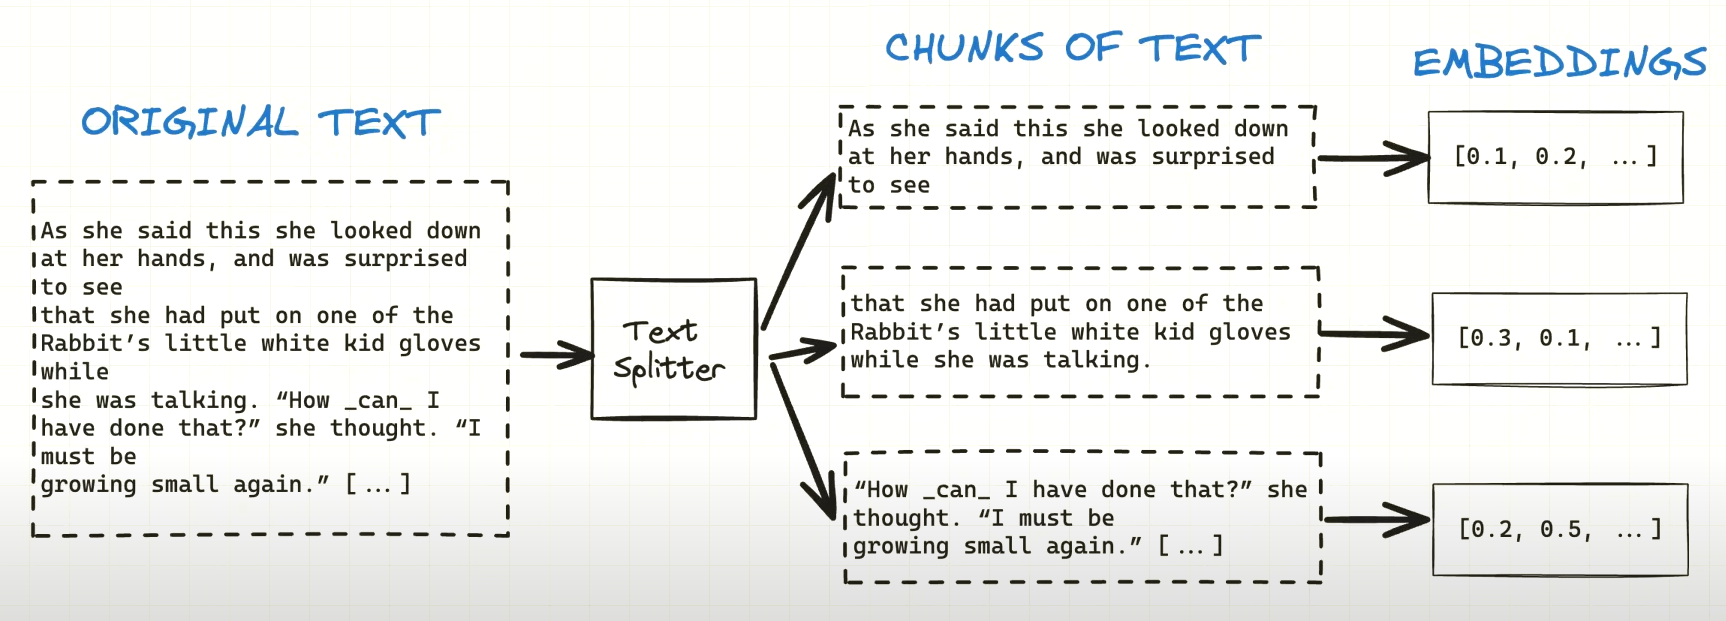 ORIGINAL TEXT
As she said this she looked down
at her hands, and was surprised
to see
that she had put on one of the
Rabbit’s little white kid gloves
while
she was talking. “How _can_ I
have done that?” she thought. “I
must be
growing small again.” [...]
Text
Splitter
CHUNKS OF TEXT
As she said this she looked down
at her hands, and was surprised
to see
that she had put on one of the
Rabbit’s little white kid gloves
while she was talking.
“How _can_ I have done that?” she
thought. “I must be
growing small again.” [...]
EMBEDDINGS
[0.1, 0.2, ...]
[0.3, 0.1, ...]
[0.2, 0.5, ...]